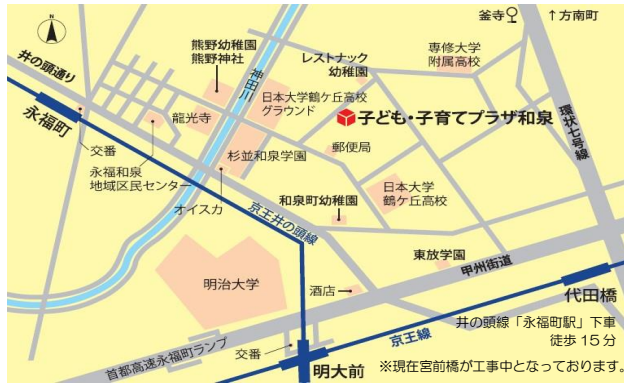 N
釜寺
↑方南町
熊野幼稚園
熊野神社
レストナック
幼稚園
専修大学
附属高校
井の頭通り
神田川
環状七号線
永福町
龍光寺
日本大学鶴ケ丘高校
グラウンド
子ども・子育てプラザ和泉
交番
永福和泉
地域区民センター
杉並和泉学園
郵便局
オイスカ
和泉町幼稚園
日本大学
鶴ケ丘高校
京王井の頭線
東放学園
甲州街道
明治大学
酒店
代田橋
首都高速永福町ランプ
交番
明大前
京王線
井の頭線「永福町駅」下車
徒歩 15 分
※現在宮前橋が工事中となっております。